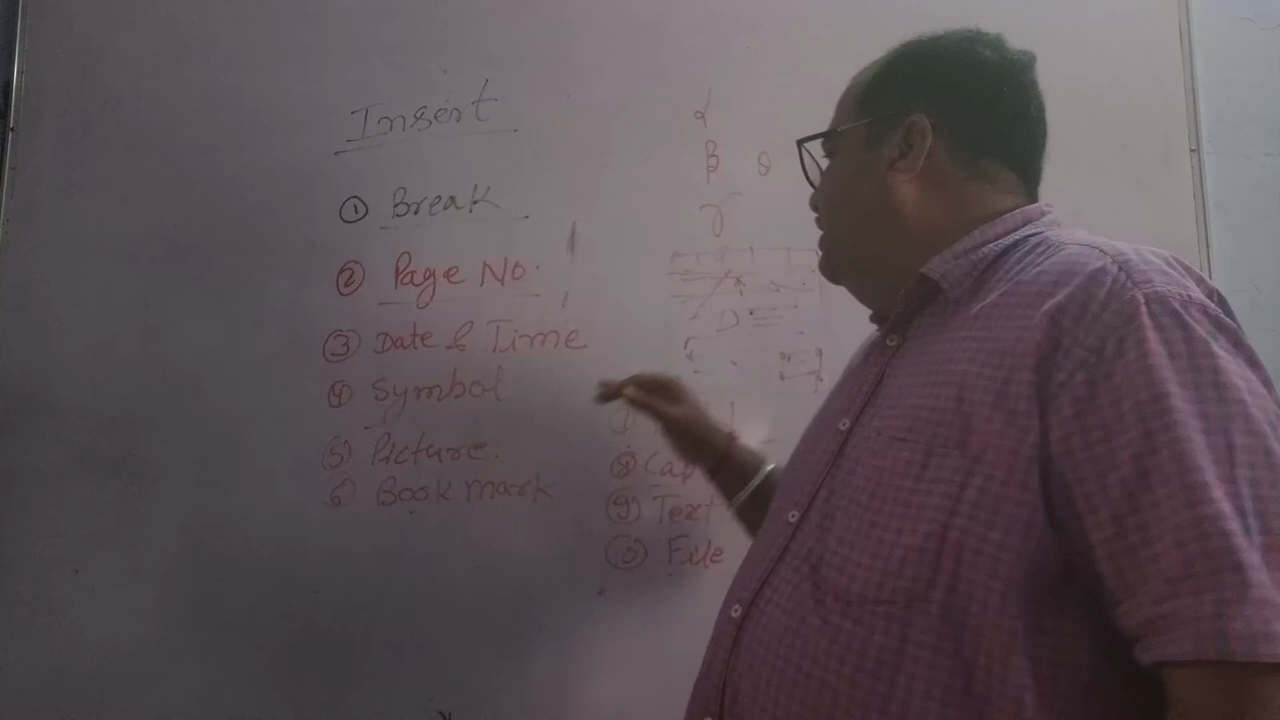 Insert
① Break
② Page No.
③ Date & Time
④ Symbol
⑤ Picture.
⑥ Book mark
α
β θ
γ
D
⑧ Cap
⑨ Text
⑩ File